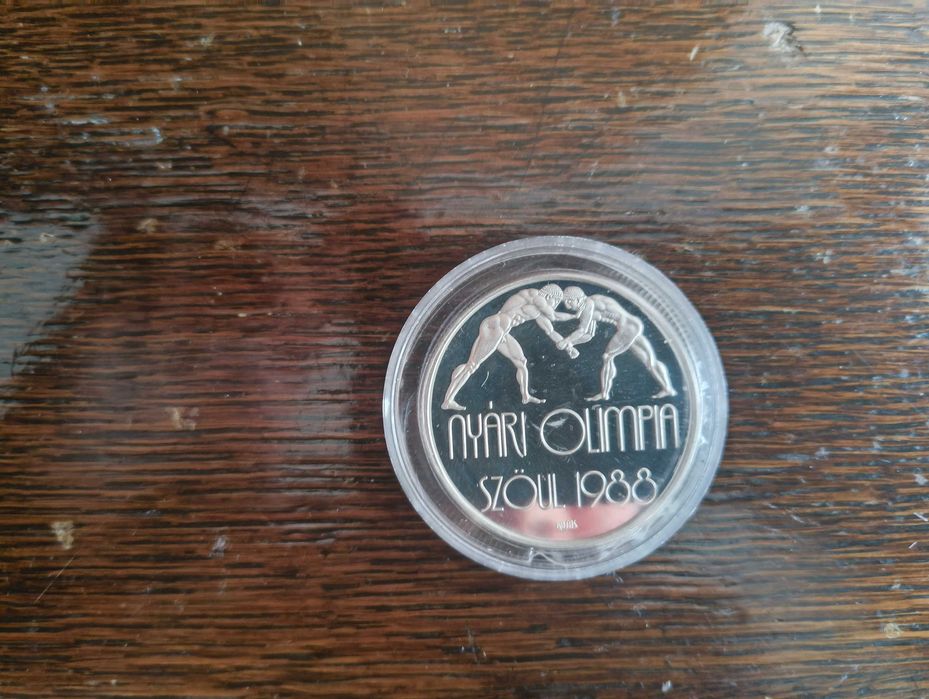 NYÁRI OLIMPIA
SZÖUL 1988